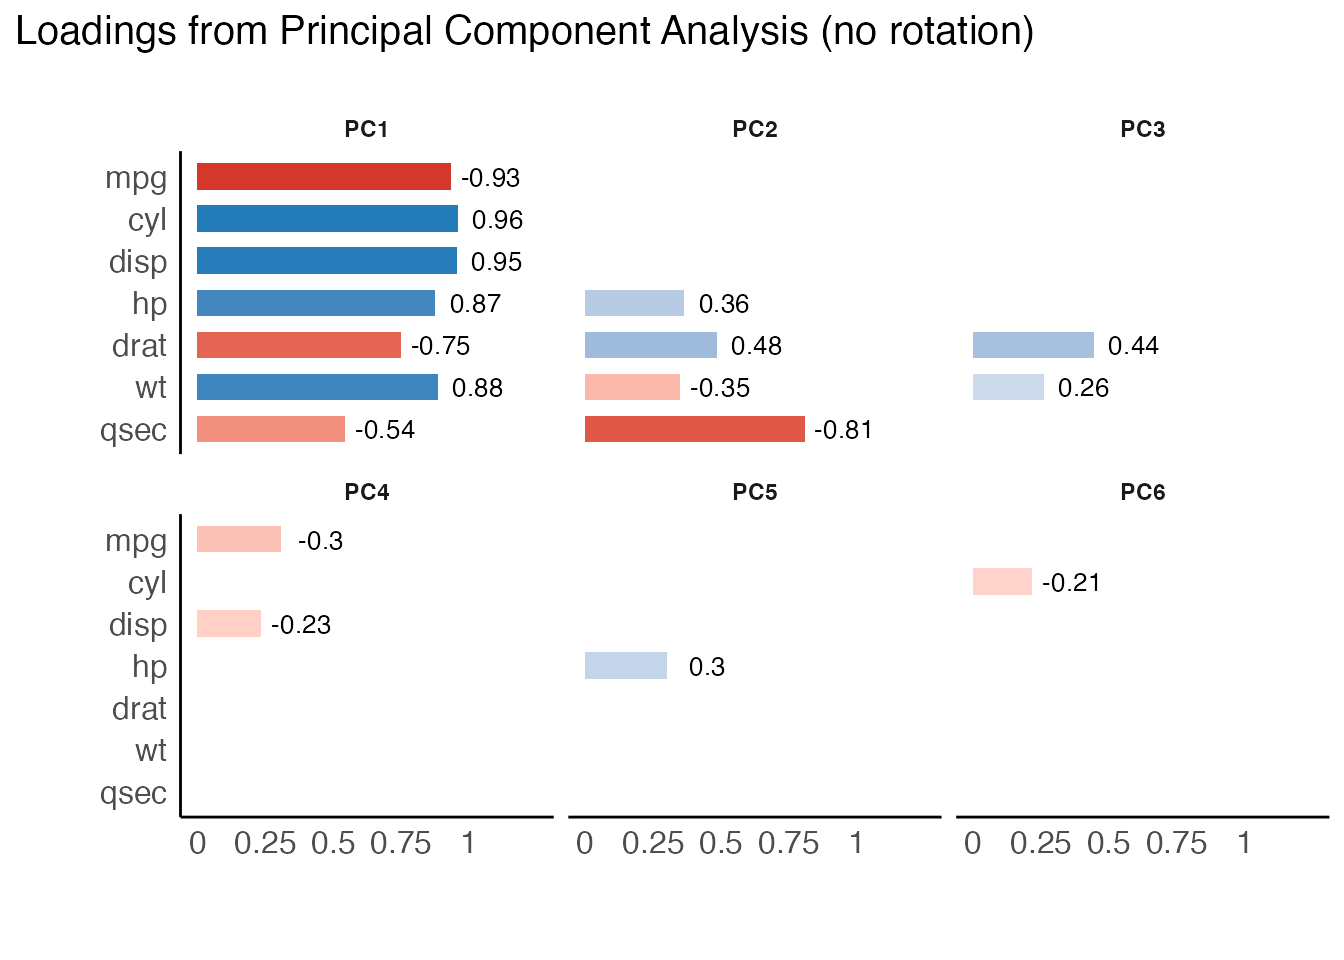 Loadings from Principal Component Analysis (no rotation)
PC1 PC2 PC3
mpg -0.93
cyl 0.96
disp 0.95
hp 0.87 0.36
drat -0.75 0.48 0.44
wt 0.88 -0.35 0.26
qsec -0.54 -0.81
PC4 PC5 PC6
mpg -0.3
cyl -0.21
disp -0.23
hp 0.3
drat
wt
qsec
0 0.25 0.5 0.75 1 0 0.25 0.5 0.75 1 0 0.25 0.5 0.75 1